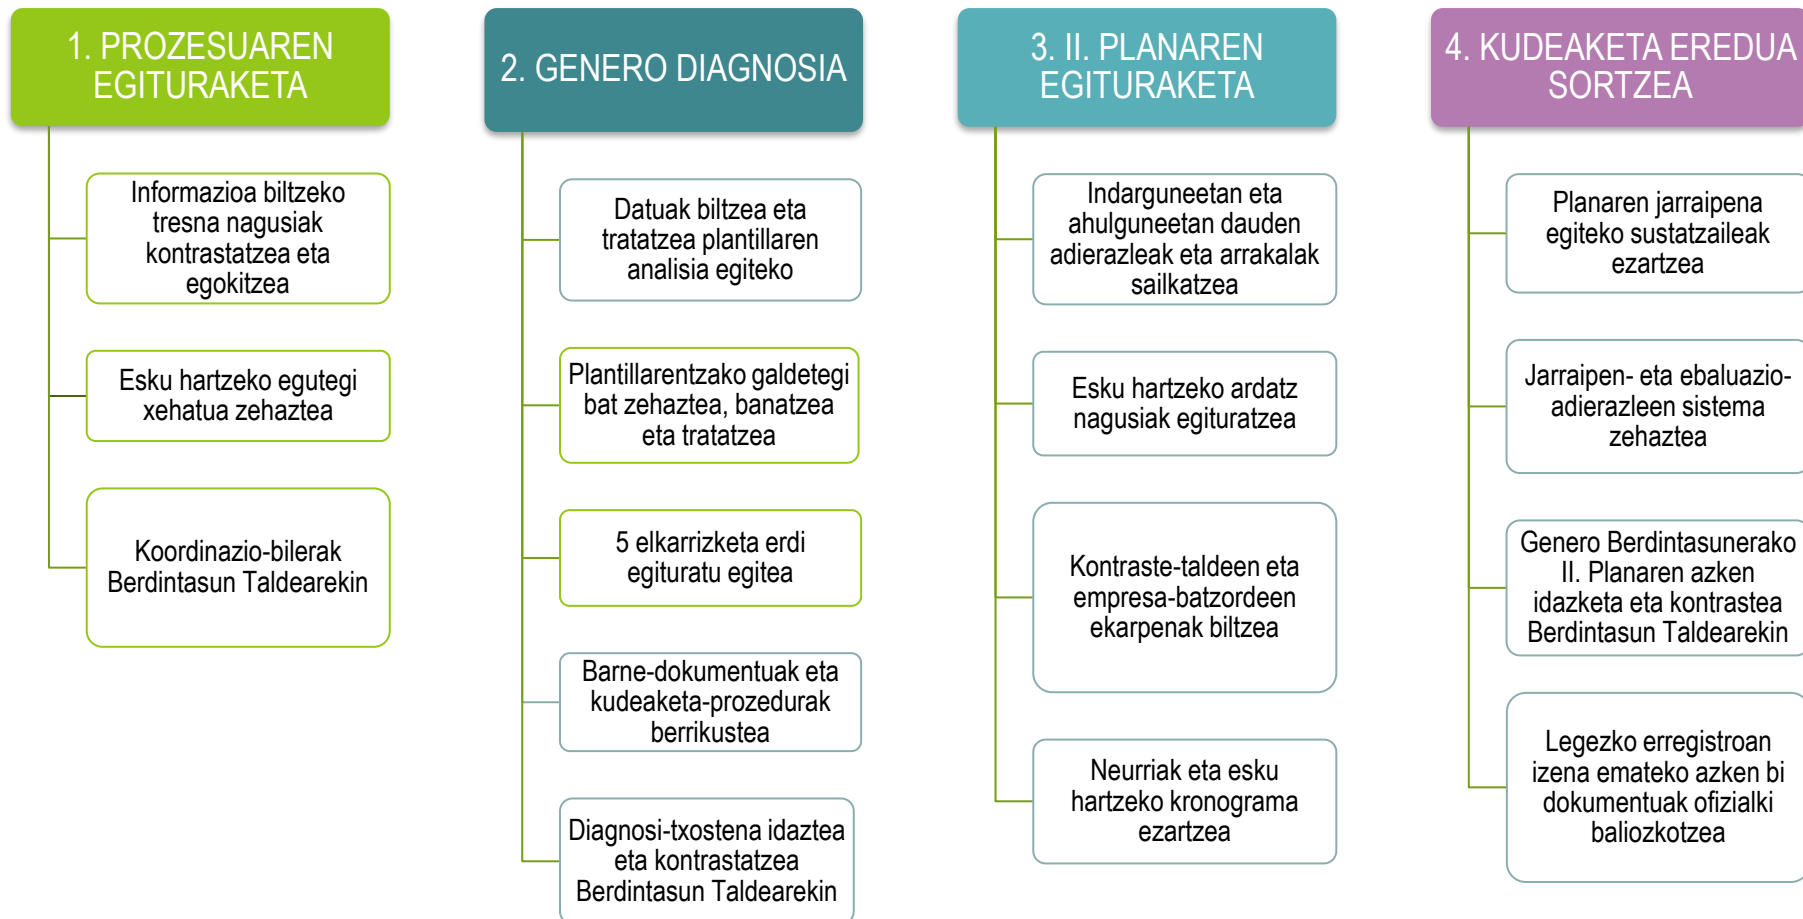 1. PROZESUAREN
EGITURAKETA
Informazioa biltzeko
tresna nagusiak
kontrastatzea eta
egokitzea
Esku hartzeko egutegi
xehatua zehaztea
Koordinazio-bilerak
Berdintasun Taldearekin
2. GENERO DIAGNOSIA
Datuak biltzea eta
tratatzea plantillaren
analisia egiteko
Plantillarentzako galdetegi
bat zehaztea, banatzea
eta tratatzea
5 elkarrizketa erdi
egituratu egitea
Barne-dokumentuak eta
kudeaketa-prozedurak
berrikustea
Diagnosi-txostena idaztea
eta kontrastatzea
Berdintasun Taldearekin
3. II. PLANAREN
EGITURAKETA
Indarguneetan eta
ahulguneetan dauden
adierazleak eta arrakalak
sailkatzea
Esku hartzeko ardatz
nagusiak egituratzea
Kontraste-taldeen eta
empresa-batzordeen
ekarpenak biltzea
Neurriak eta esku
hartzeko kronograma
ezartzea
4. KUDEAKETA EREDUA
SORTZEA
Planaren jarraipena
egiteko sustatzaileak
ezartzea
Jarraipen- eta ebaluazio-
adierazleen sistema
zehaztea
Genero Berdintasunerako
II. Planaren azken
idazketa eta kontrastea
Berdintasun Taldearekin
Legezko erregistroan
izena emateko azken bi
dokumentuak ofizialki
baliozkotzea